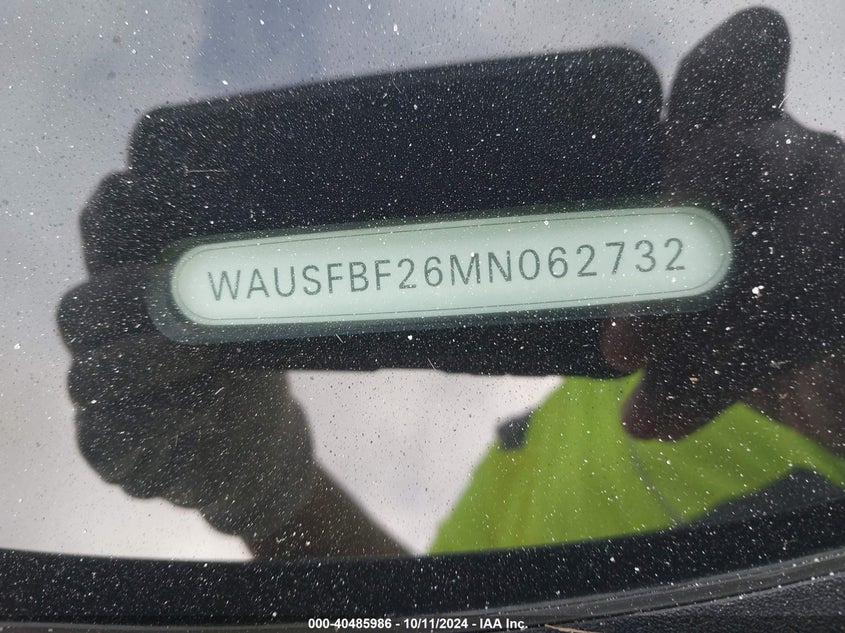 WAUSFBF26MN062732
000-40485986 - 10/11/2024 - IAA Inc.